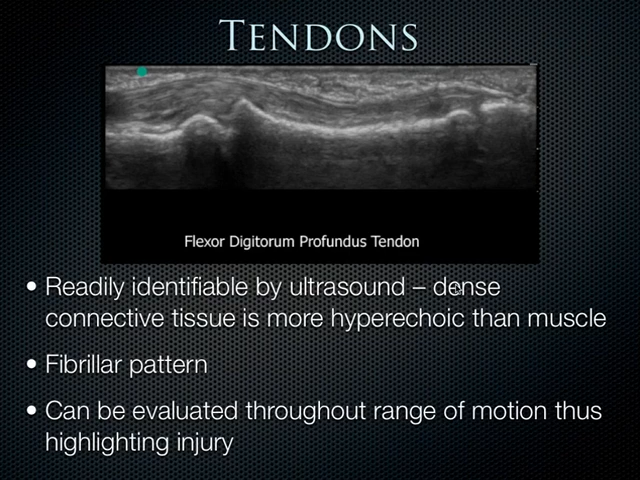 TENDONS
Flexor Digitorum Profundus Tendon
• Readily identifiable by ultrasound – dense
connective tissue is more hyperechoic than muscle
• Fibrillar pattern
• Can be evaluated throughout range of motion thus
highlighting injury